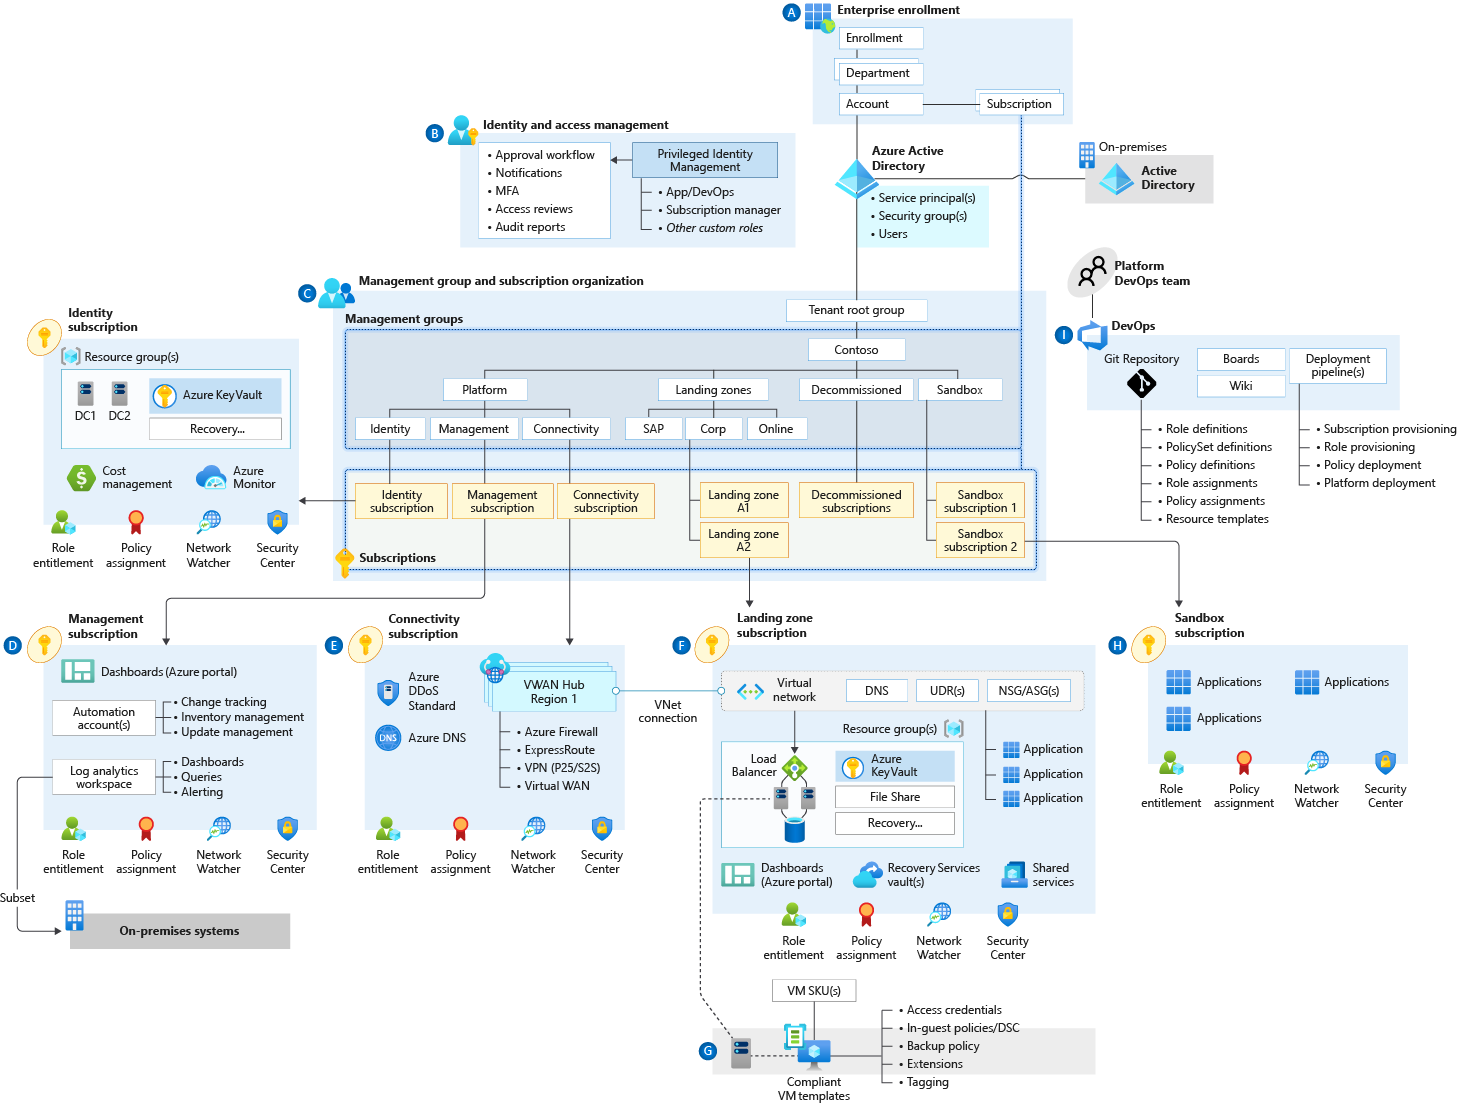 A
Enterprise enrollment
Enrollment
Department
Account
Subscription
B
Identity and access management
• Approval workflow
• Notifications
• MFA
• Access reviews
• Audit reports
Privileged Identity
Management
• App/DevOps
• Subscription manager
• Other custom roles
Azure Active
Directory
• Service principal(s)
• Security group(s)
• Users
On-premises
Active
Directory
C
Management group and subscription organization
Tenant root group
Management groups
Contoso
Platform
Landing zones
Decommissioned
Sandbox
Identity
Management
Connectivity
SAP
Corp
Online
Identity
subscription
Management
subscription
Connectivity
subscription
Landing zone
A1
Landing zone
A2
Decommissioned
subscriptions
Sandbox
subscription 1
Sandbox
subscription 2
Subscriptions
Identity
subscription
Resource group(s)
DC1
DC2
Azure KeyVault
Recovery...
Cost
management
Azure
Monitor
Role
entitlement
Policy
assignment
Network
Watcher
Security
Center
Platform
DevOps team
I
DevOps
Git Repository
Boards
Wiki
Deployment
pipeline(s)
• Role definitions
• PolicySet definitions
• Policy definitions
• Role assignments
• Policy assignments
• Resource templates
• Subscription provisioning
• Role provisioning
• Policy deployment
• Platform deployment
D
Management
subscription
Dashboards (Azure portal)
Automation
account(s)
• Change tracking
• Inventory management
• Update management
Log analytics
workspace
• Dashboards
• Queries
• Alerting
Role
entitlement
Policy
assignment
Network
Watcher
Security
Center
Subset
On-premises systems
E
Connectivity
subscription
Azure
DDoS
Standard
DNS
Azure DNS
VWAN Hub
Region 1
• Azure Firewall
• ExpressRoute
• VPN (P25/S2S)
• Virtual WAN
Role
entitlement
Policy
assignment
Network
Watcher
Security
Center
VNet
connection
F
Landing zone
subscription
Virtual
network
DNS
UDR(s)
NSG/ASG(s)
Resource group(s)
Load
Balancer
Azure
KeyVault
File Share
Recovery...
Application
Application
Application
Dashboards
(Azure portal)
Recovery Services
vault(s)
Shared
services
Role
entitlement
Policy
assignment
Network
Watcher
Security
Center
H
Sandbox
subscription
Applications
Applications
Applications
Role
entitlement
Policy
assignment
Network
Watcher
Security
Center
G
VM SKU(s)
Compliant
VM templates
• Access credentials
• In-guest policies/DSC
• Backup policy
• Extensions
• Tagging